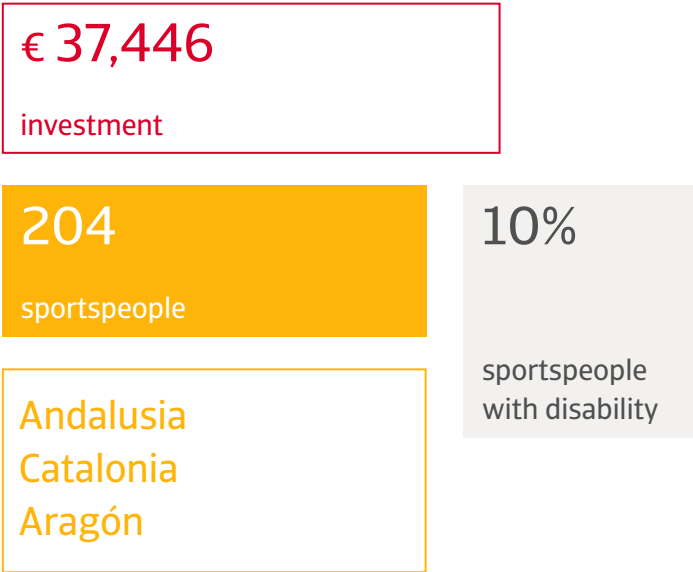 € 37,446
investment
204
sportspeople
10%
sportspeople
with disability
Andalusia
Catalonia
Aragón